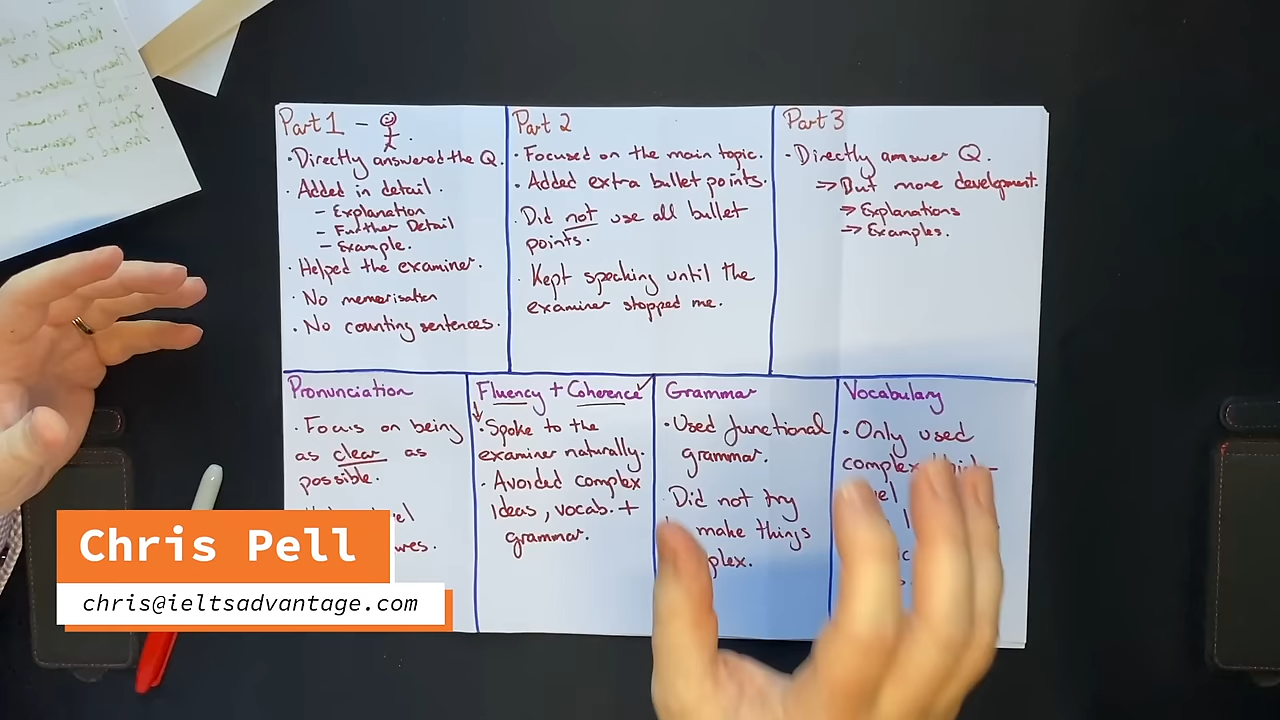 Part 1 -
• Directly answered the Q.
• Added in detail.
- Explanation
- Further Detail
- Example.
• Helped the examiner.
• No memorisation
• No counting sentences.
Part 2
• Focused on the main topic.
• Added extra bullet points.
• Did not use all bullet
points.
• Kept speaking until the
examiner stopped me.
Part 3
• Directly answer Q.
⇒ But more development.
→ Explanations
→ Examples.
Pronunciation
• Focus on being
as clear as
possible.
Fluency + Coherence ✓
• Spoke to the
examiner naturally.
• Avoided complex
ideas, vocab. +
grammar.
Grammar
• Used functional
grammar.
Did not try
make things
Vocabulary
• Only used
complex
Chris Pell
chris@ieltsadvantage.com